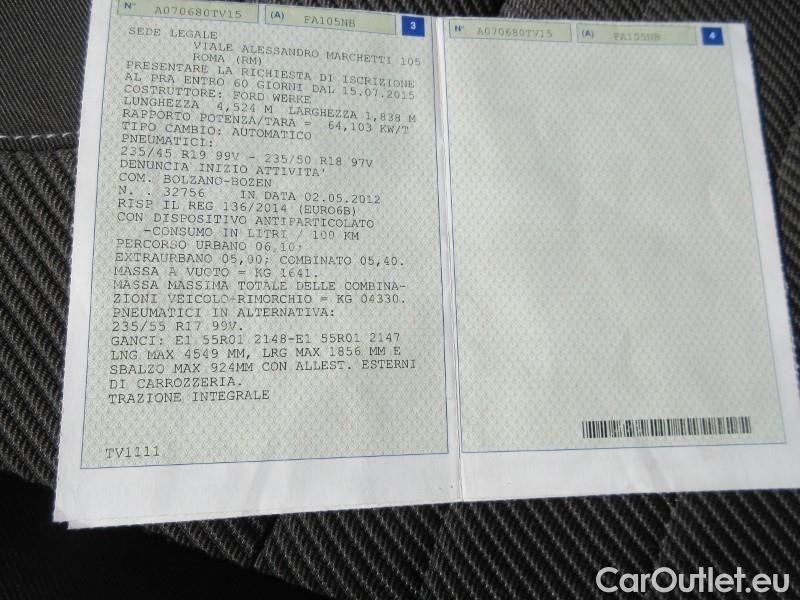 N° A070680TV15 (A) FA105NB 3
SEDE LEGALE
VIALE ALESSANDRO MARCHETTI 105
ROMA (RM)
PRESENTARE LA RICHIESTA DI ISCRIZIONE
AL PRA ENTRO 60 GIORNI DAL 15.07.2015
COSTRUTTORE: FORD WERKE
LUNGHEZZA 4,524 M LARGHEZZA 1,838 M
RAPPORTO POTENZA/TARA = 64,103 KW/T
TIPO CAMBIO: AUTOMATICO
PNEUMATICI:
235/45 R19 99V - 235/50 R18 97V
DENUNCIA INIZIO ATTIVITA'
COM. BOLZANO-BOZEN
N. . 32756 IN DATA 02.05.2012
RISP IL REG 136/2014 (EURO6B)
CON DISPOSITIVO ANTIPARTICOLATO
-CONSUMO IN LITRI / 100 KM
PERCORSO URBANO 06,10;
EXTRAURBANO 05,00; COMBINATO 05,40.
MASSA A VUOTO = KG 1641.
MASSA MASSIMA TOTALE DELLE COMBINA-
ZIONI VEICOLO-RIMORCHIO = KG 04330.
PNEUMATICI IN ALTERNATIVA:
235/55 R17 99V.
GANCI: E1 55R01 2148-E1 55R01 2147
LNG MAX 4549 MM, LRG MAX 1856 MM E
SBALZO MAX 924MM CON ALLEST. ESTERNI
DI CARROZZERIA.
TRAZIONE INTEGRALE
TV1111
N° A070680TV15 (A) FA105NB 4
CarOutlet.eu